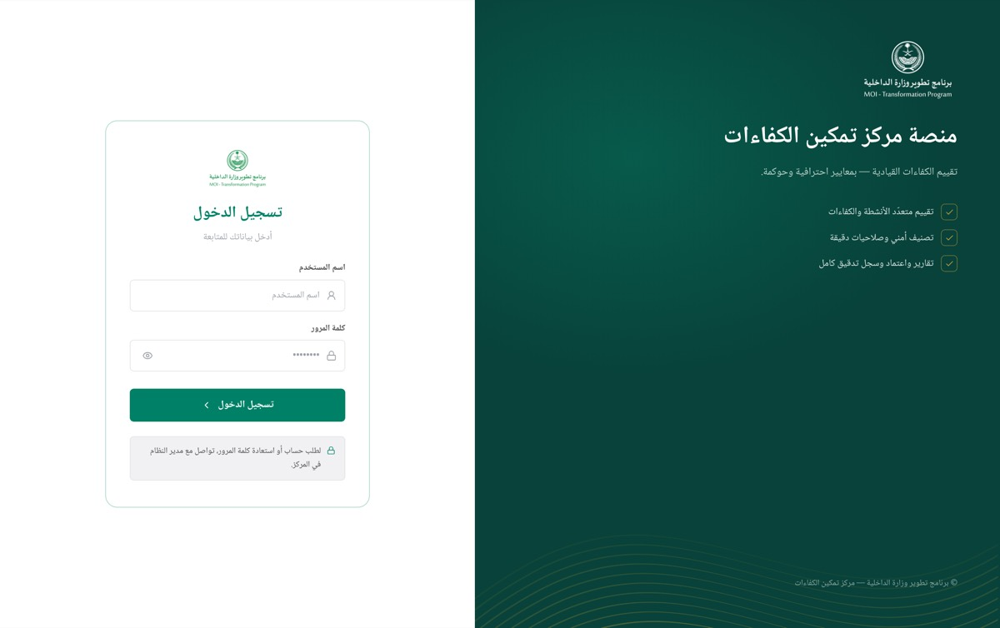 برنامج تطوير وزارة الداخلية
MOI - Transformation Program
منصة مركز تمكين الكفاءات
تقييم الكفاءات القيادية — بمعايير احترافية وحوكمة.
تقييم متعدّد الأنشطة والكفاءات
تصنيف أمني وصلاحيات دقيقة
تقارير واعتماد وسجل تدقيق كامل
© برنامج تطوير وزارة الداخلية — مركز تمكين الكفاءات
برنامج تطوير وزارة الداخلية
MOI - Transformation Program
تسجيل الدخول
أدخل بياناتك للمتابعة
اسم المستخدم
اسم المستخدم
كلمة المرور
••••••••
تسجيل الدخول
لطلب حساب أو استعادة كلمة المرور، تواصل مع مدير النظام
في المركز.